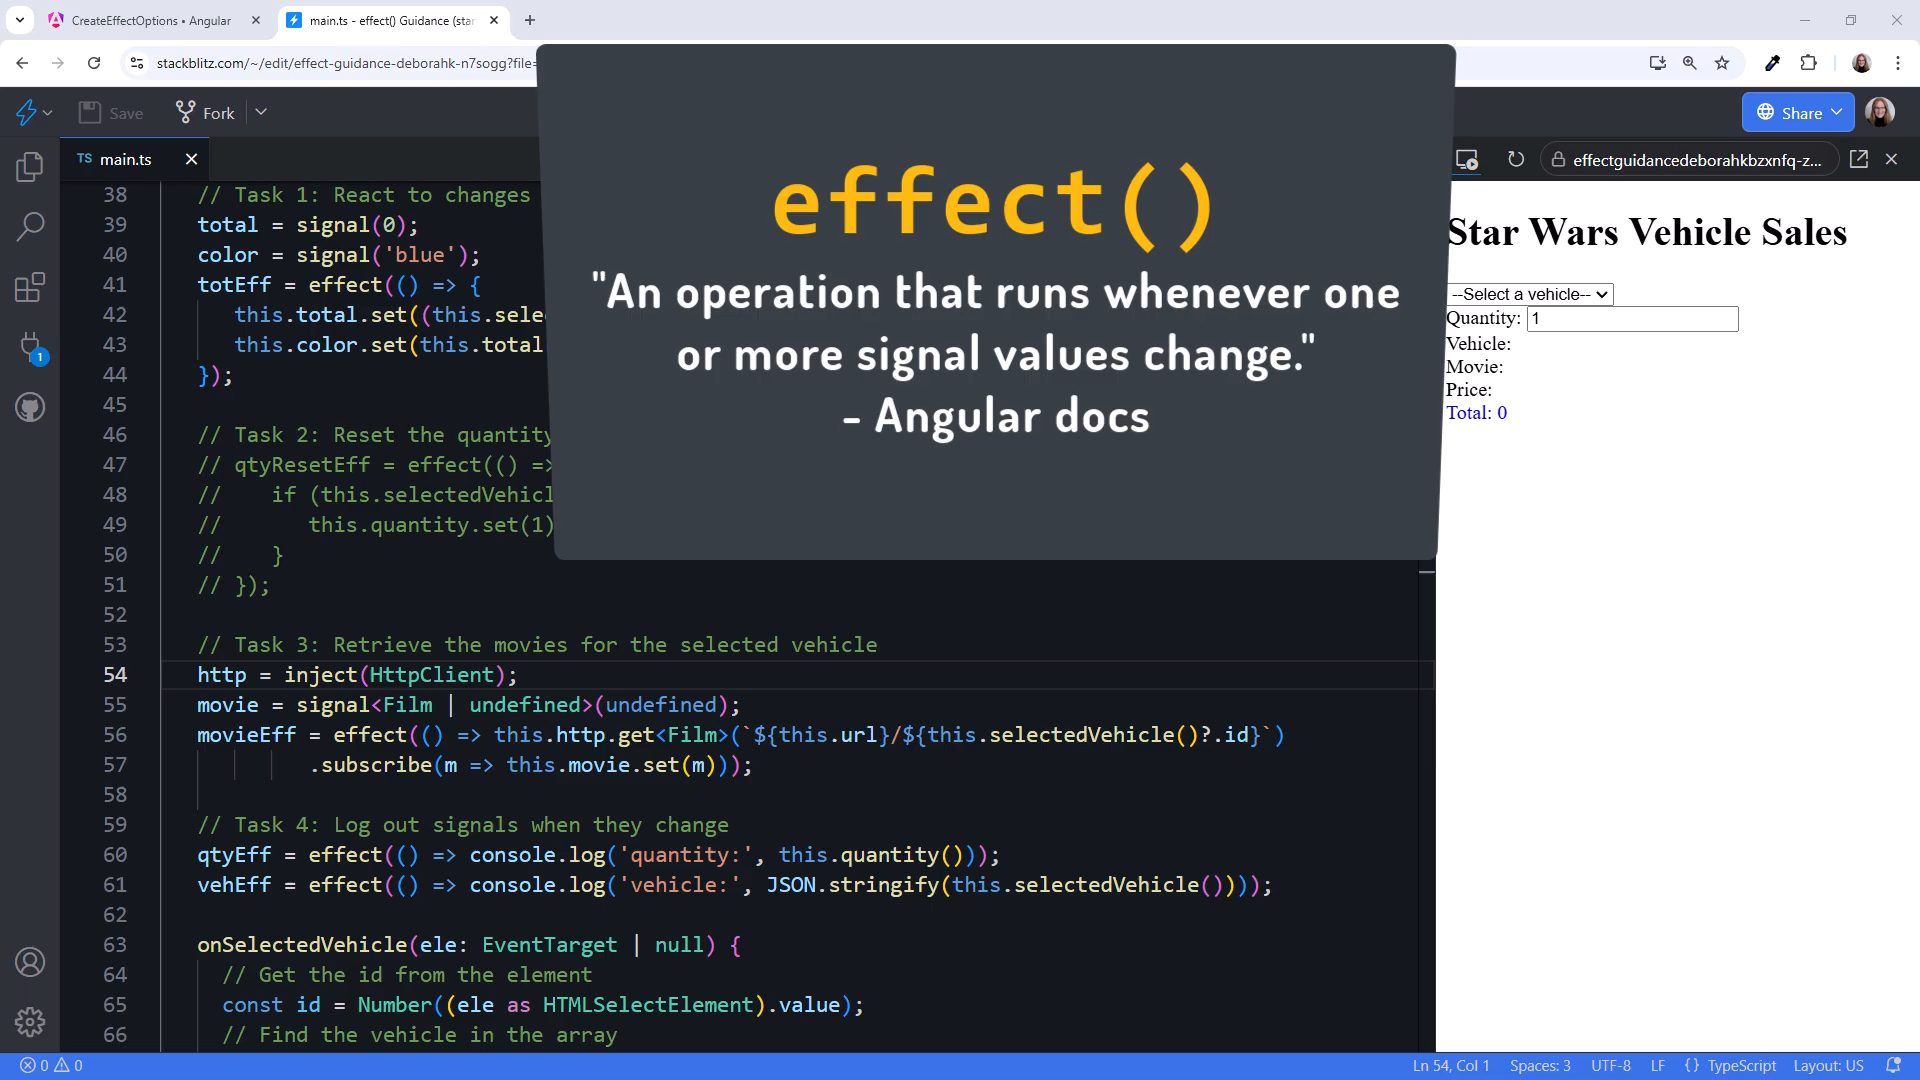 CreateEffectOptions • Angular
main.ts - effect() Guidance (star
stackblitz.com/~/edit/effect-guidance-deborahk-n7sogg?file=
Save
Fork
Share
TS main.ts
effectguidancedeborahkbzxnfq-z...
effect()
"An operation that runs whenever one
or more signal values change."
- Angular docs
38 // Task 1: React to changes
39 total = signal(0);
40 color = signal('blue');
41 totEff = effect(() => {
42 this.total.set((this.sele
43 this.color.set(this.total
44 });
45
46 // Task 2: Reset the quantity
47 // qtyResetEff = effect(() =>
48 // if (this.selectedVehicl
49 // this.quantity.set(1)
50 // }
51 // });
52
53 // Task 3: Retrieve the movies for the selected vehicle
54 http = inject(HttpClient);
55 movie = signal<Film | undefined>(undefined);
56 movieEff = effect(() => this.http.get<Film>(`${this.url}/${this.selectedVehicle()?.id}`)
57 .subscribe(m => this.movie.set(m)));
58
59 // Task 4: Log out signals when they change
60 qtyEff = effect(() => console.log('quantity:', this.quantity()));
61 vehEff = effect(() => console.log('vehicle:', JSON.stringify(this.selectedVehicle())));
62
63 onSelectedVehicle(ele: EventTarget | null) {
64 // Get the id from the element
65 const id = Number((ele as HTMLSelectElement).value);
66 // Find the vehicle in the array
1
Star Wars Vehicle Sales
--Select a vehicle--
Quantity: 1
Vehicle:
Movie:
Price:
Total: 0
0 0
Ln 54, Col 1 Spaces: 3 UTF-8 LF {} TypeScript Layout: US